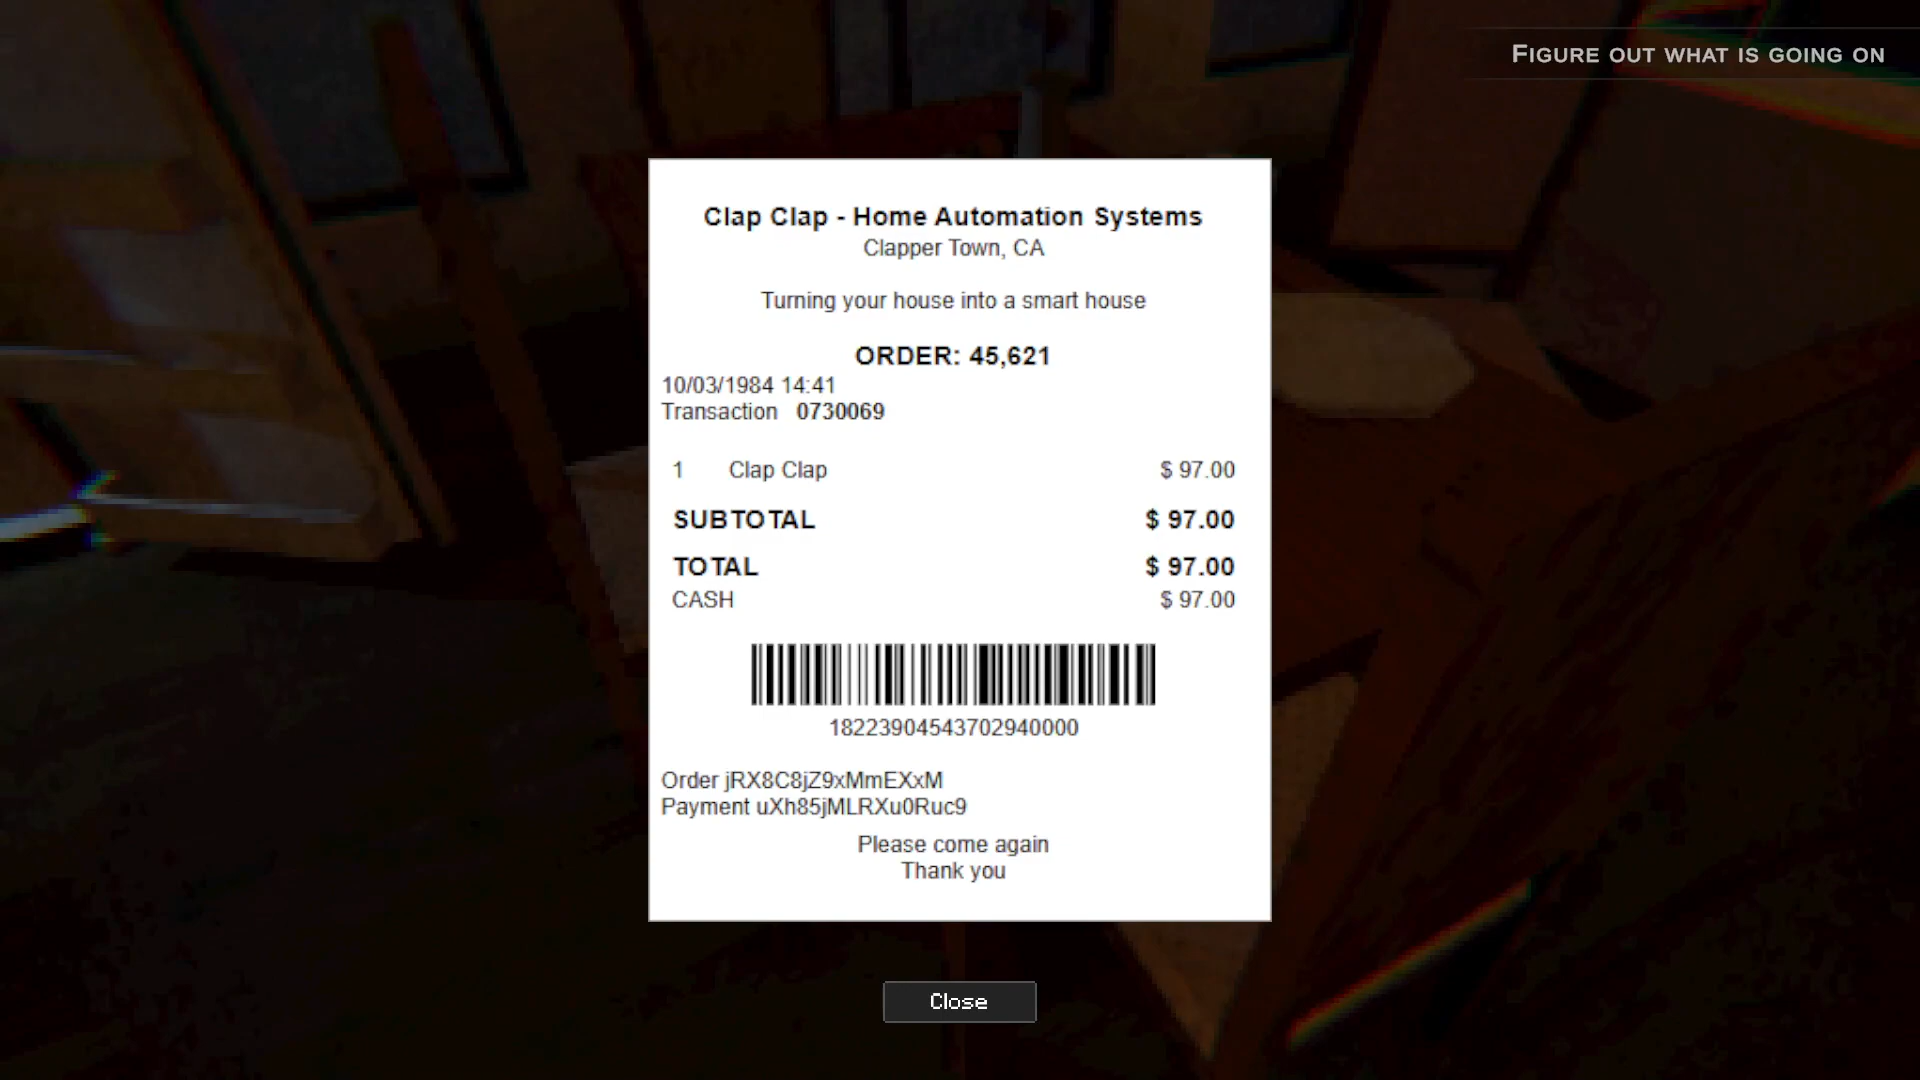 FIGURE OUT WHAT IS GOING ON
Clap Clap - Home Automation Systems
Clapper Town, CA
Turning your house into a smart house
ORDER: 45,621
10/03/1984 14:41
Transaction 0730069
1 Clap Clap $ 97.00
SUBTOTAL $ 97.00
TOTAL $ 97.00
CASH $ 97.00
18223904543702940000
Order jRX8C8jZ9xMmEXxM
Payment uXh85jMLRXu0Ruc9
Please come again
Thank you
Close